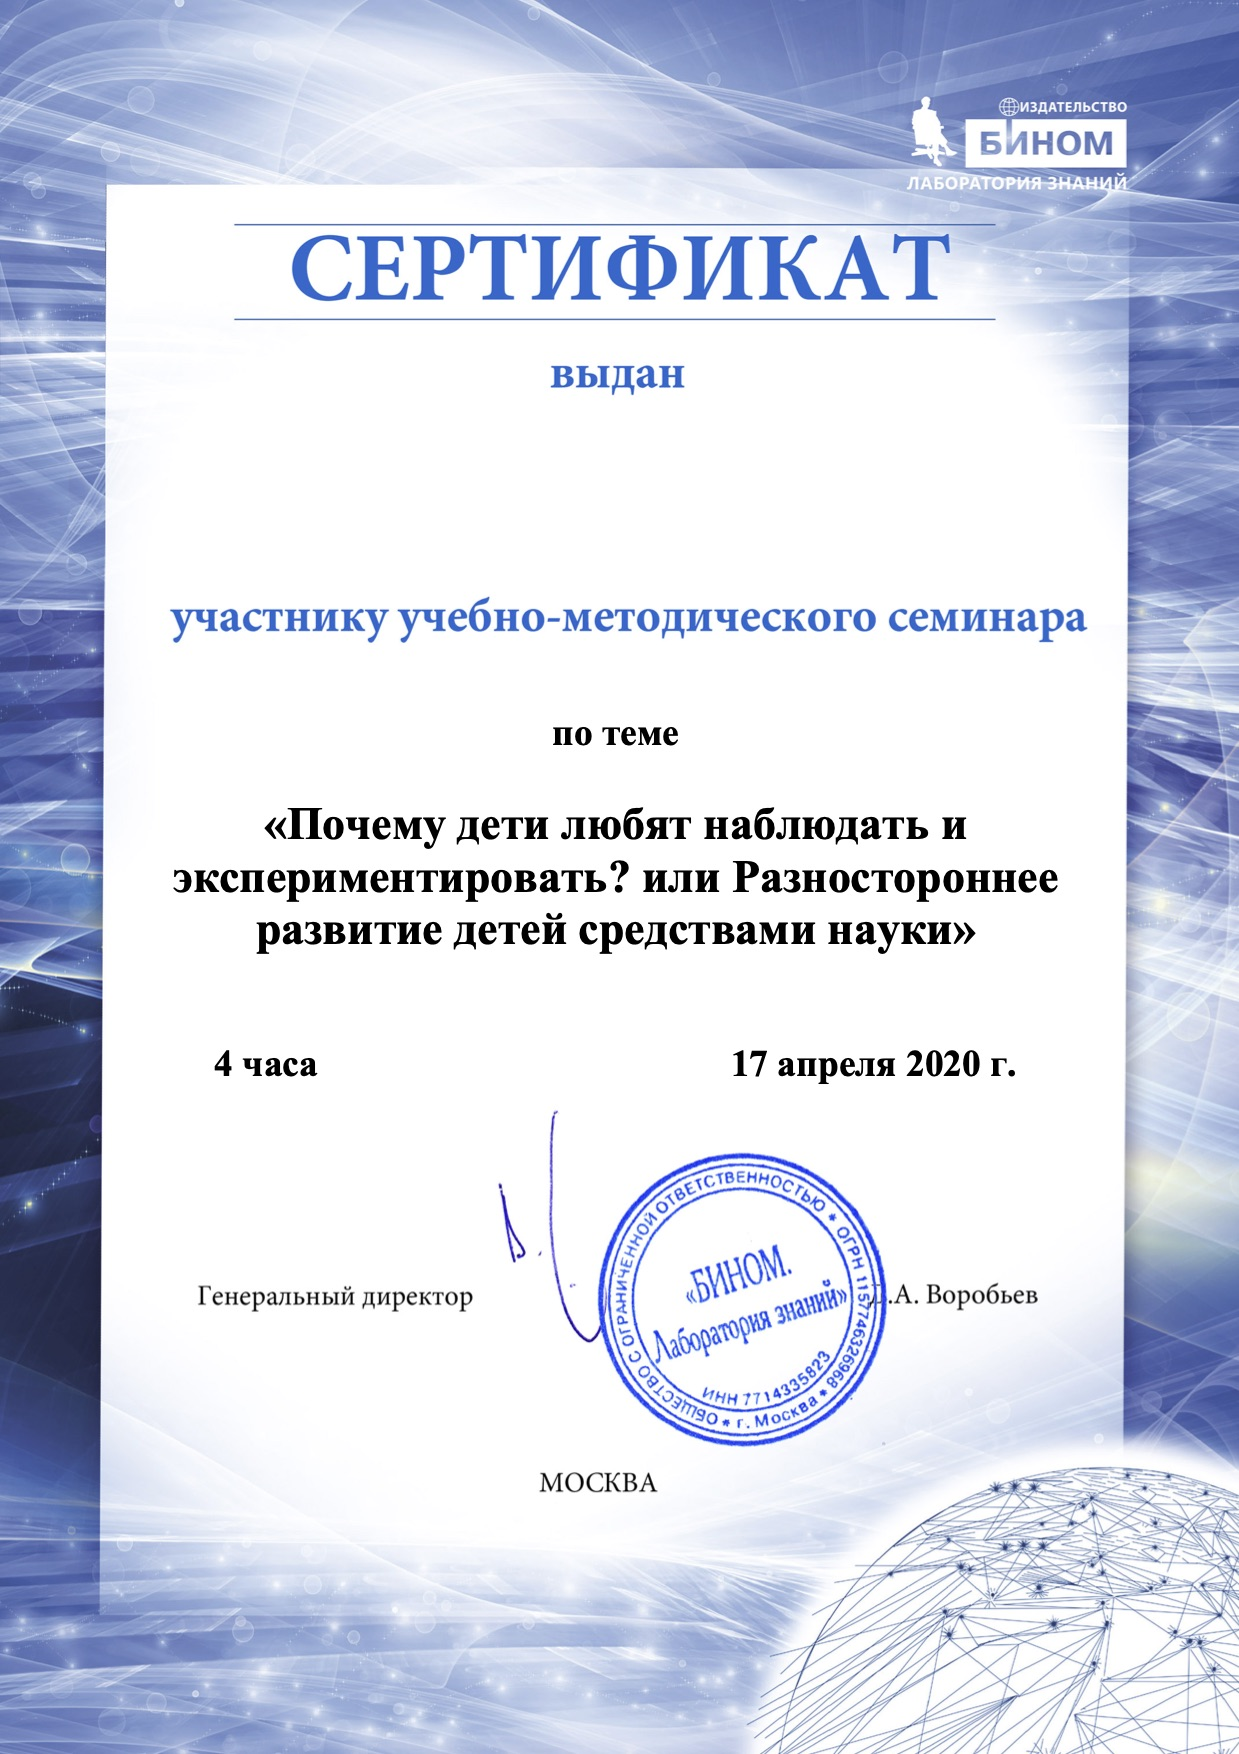 ИЗДАТЕЛЬСТВО
БИНОМ
ЛАБОРАТОРИЯ ЗНАНИЙ
СЕРТИФИКАТ
выдан
участнику учебно-методического семинара
по теме
«Почему дети любят наблюдать и
экспериментировать? или Разностороннее
развитие детей средствами науки»
4 часа 17 апреля 2020 г.
Генеральный директор
.А. Воробьев
ОБЩЕСТВО С ОГРАНИЧЕННОЙ ОТВЕТСТВЕННОСТЬЮ * ОГРН 1157746326968 * г. Москва *
«БИНОМ.
Лаборатория знаний»
ИНН 7714335823
МОСКВА